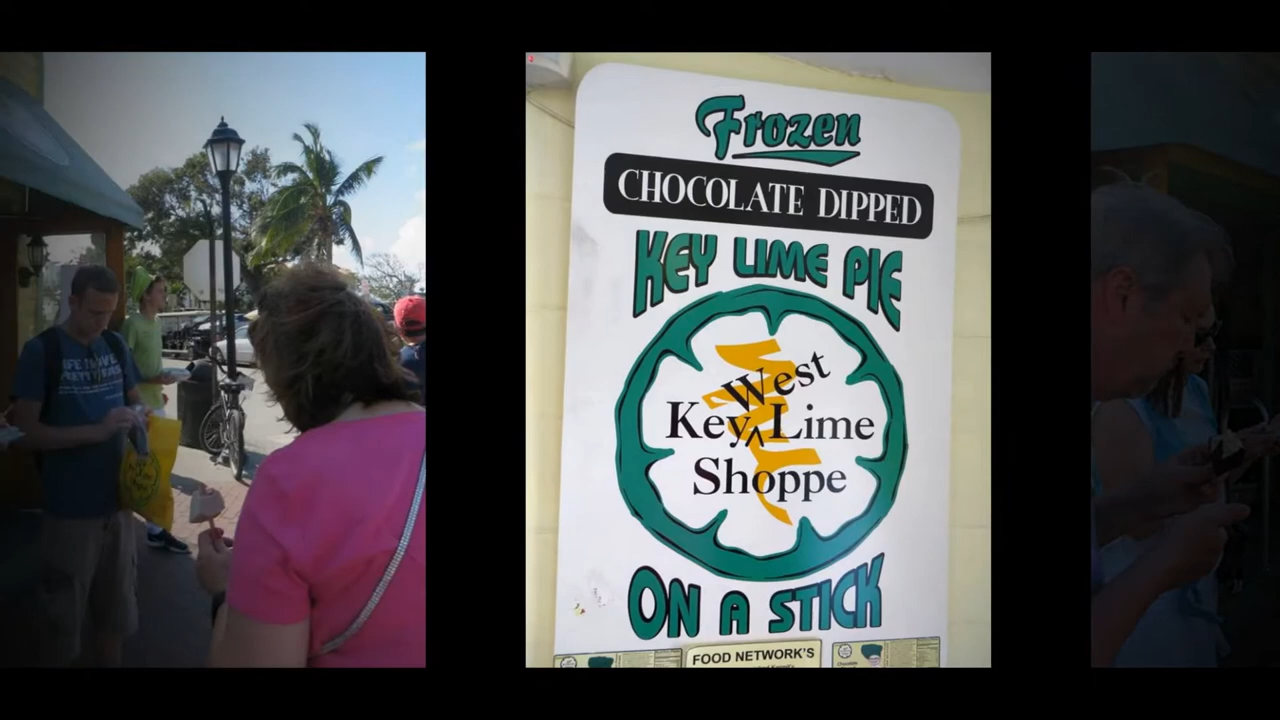 Frozen
CHOCOLATE DIPPED
KEY LIME PIE
West
Key Lime
Shoppe
ON A STICK
FOOD NETWORK'S